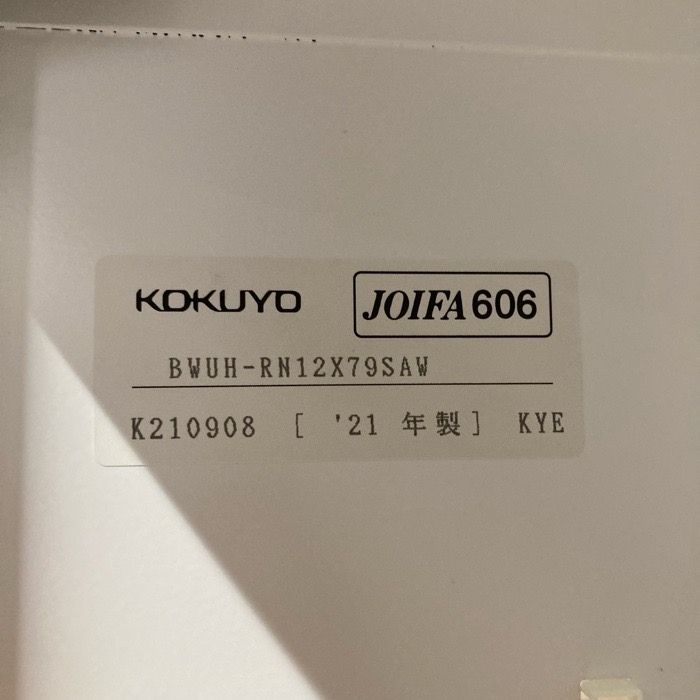 KOKUYO JOIFA606
BWUH-RN12X79SAW
K210908 [ '21 年製] KYE